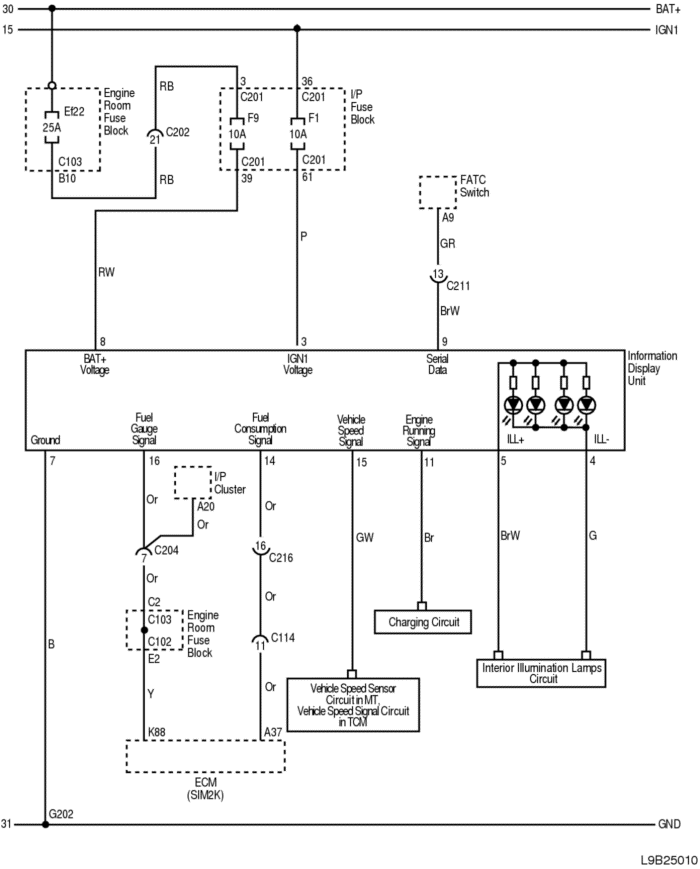 30 BAT+
15 IGN1
Engine
Room
Fuse
Block
Ef22
25A
C103
B10
RB
21 C202
RB
3
C201
36
C201
I/P
Fuse
Block
F9
10A
F1
10A
C201
39
C201
61
FATC
Switch
A9
GR
13
C211
BrW
P
RW
8
3
9
BAT+
Voltage
IGN1
Voltage
Serial
Data
Information
Display
Unit
Ground
Fuel
Gauge
Signal
Fuel
Consumption
Signal
Vehicle
Speed
Signal
Engine
Running
Signal
ILL+
ILL-
7
16
14
15
11
5
4
I/P
Cluster
A20
Or
Or
Or
C204
7
Or
16
C216
GW
Br
BrW
G
C2
C103
C102
E2
Engine
Room
Fuse
Block
Or
C114
11
Charging Circuit
B
Y
Or
Interior Illumination Lamps
Circuit
Vehicle Speed Sensor
Circuit in MT,
Vehicle Speed Signal Circuit
in TCM
K88
A37
ECM
(SIM2K)
G202
31 GND
L9B25010